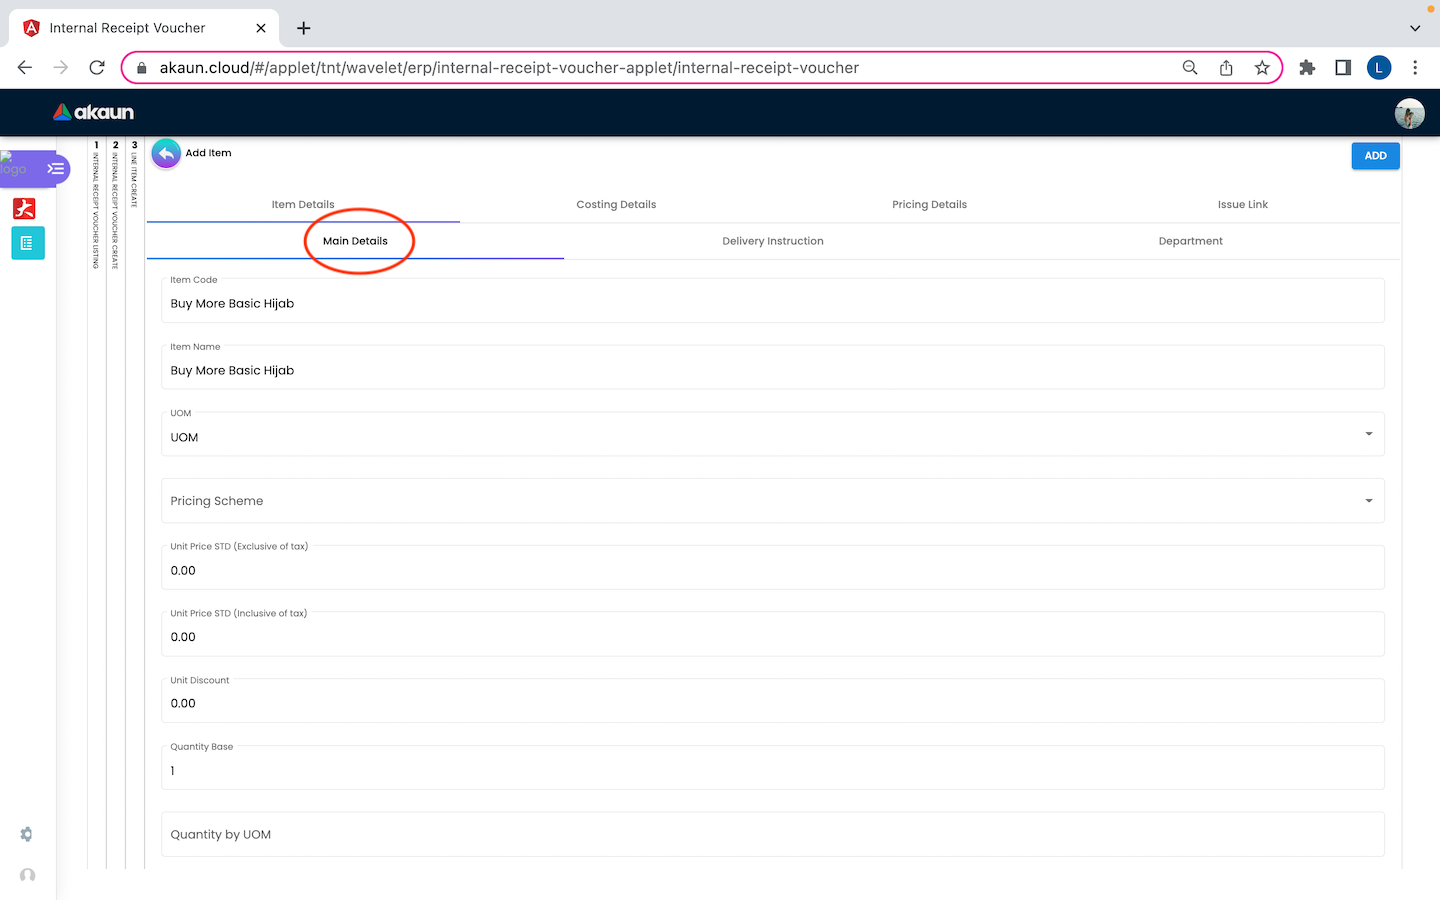 Internal Receipt Voucher
akaun.cloud/#/applet/tnt/wavelet/erp/internal-receipt-voucher-applet/internal-receipt-voucher
L
akaun
logo
1 INTERNAL RECEIPT VOUCHER LISTING
2 INTERNAL RECEIPT VOUCHER CREATE
3 LINE ITEM CREATE
Add Item
ADD
Item Details
Costing Details
Pricing Details
Issue Link
Main Details
Delivery Instruction
Department
Item Code
Buy More Basic Hijab
Item Name
Buy More Basic Hijab
UOM
UOM
Pricing Scheme
Unit Price STD (Exclusive of tax)
0.00
Unit Price STD (Inclusive of tax)
0.00
Unit Discount
0.00
Quantity Base
1
Quantity by UOM